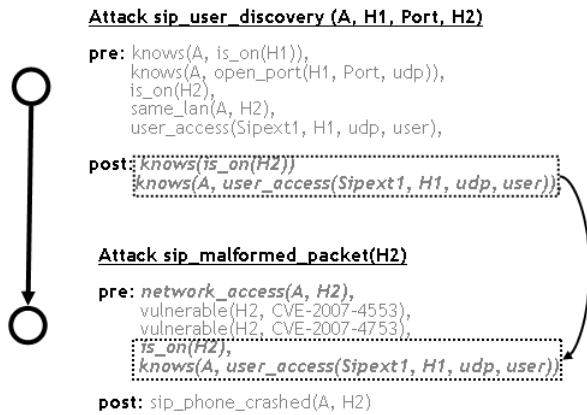 Attack sip_user_discovery (A, H1, Port, H2)
pre: knows(A, is_on(H1)),
knows(A, open_port(H1, Port, udp)),
is_on(H2),
same_lan(A, H2),
user_access(Sipext1, H1, udp, user),
post: knows(is_on(H2))
knows(A, user_access(Sipext1, H1, udp, user))
Attack sip_malformed_packet(H2)
pre: network_access(A, H2),
vulnerable(H2, CVE-2007-4553),
vulnerable(H2, CVE-2007-4753),
is_on(H2),
knows(A, user_access(Sipext1, H1, udp, user))
post: sip_phone_crashed(A, H2)